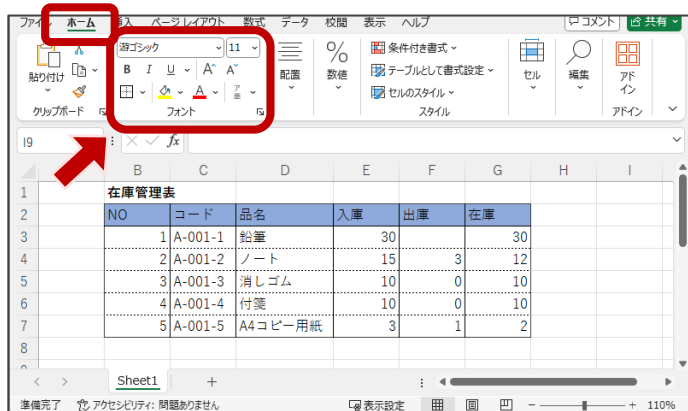 ファイル ホーム 挿入 ページ レイアウト 数式 データ 校閲 表示 ヘルプ コメント 共有
游ゴシック 11
貼り付け B I U A A 配置 % 数値 条件付き書式 テーブルとして書式設定 セルのスタイル セル 編集 アドイン
クリップボード フォント スタイル アドイン
I9 fx
B C D E F G H I
1 在庫管理表
2 NO コード 品名 入庫 出庫 在庫
3 1 A-001-1 鉛筆 30 30
4 2 A-001-2 ノート 15 3 12
5 3 A-001-3 消しゴム 10 0 10
6 4 A-001-4 付箋 10 0 10
7 5 A-001-5 A4コピー用紙 3 1 2
8
Sheet1 +
準備完了 アクセシビリティ: 問題ありません 表示設定 - + 110%